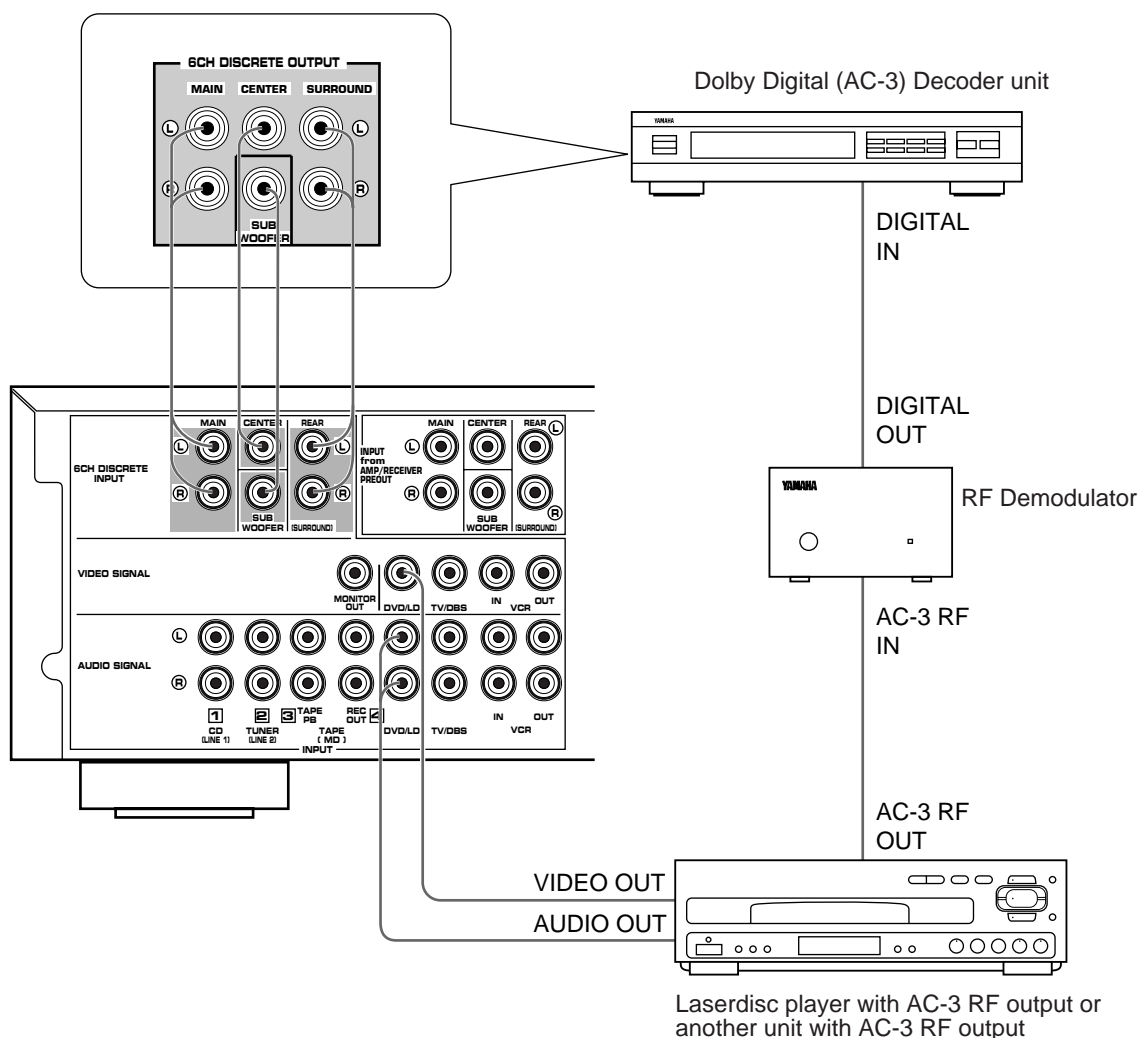 6CH DISCRETE OUTPUT
MAIN CENTER SURROUND
L L
R R
SUB
WOOFER
Dolby Digital (AC-3) Decoder unit
YAMAHA
DIGITAL
IN
DIGITAL
OUT
YAMAHA
RF Demodulator
AC-3 RF
IN
AC-3 RF
OUT
6CH DISCRETE
INPUT
MAIN CENTER REAR
L L
R R
SUB
WOOFER
(SURROUND)
INPUT
from
AMP/RECEIVER
PREOUT
MAIN CENTER REAR
L L
R R
SUB
WOOFER
(SURROUND)
VIDEO SIGNAL
MONITOR
OUT
DVD/LD TV/DBS IN VCR OUT
AUDIO SIGNAL
L
R
1 2 3 TAPE PB REC OUT 4
CD
(LINE 1)
TUNER
(LINE 2)
TAPE
( MD )
DVD/LD TV/DBS IN VCR OUT
INPUT
VIDEO OUT
AUDIO OUT
Laserdisc player with AC-3 RF output or
another unit with AC-3 RF output